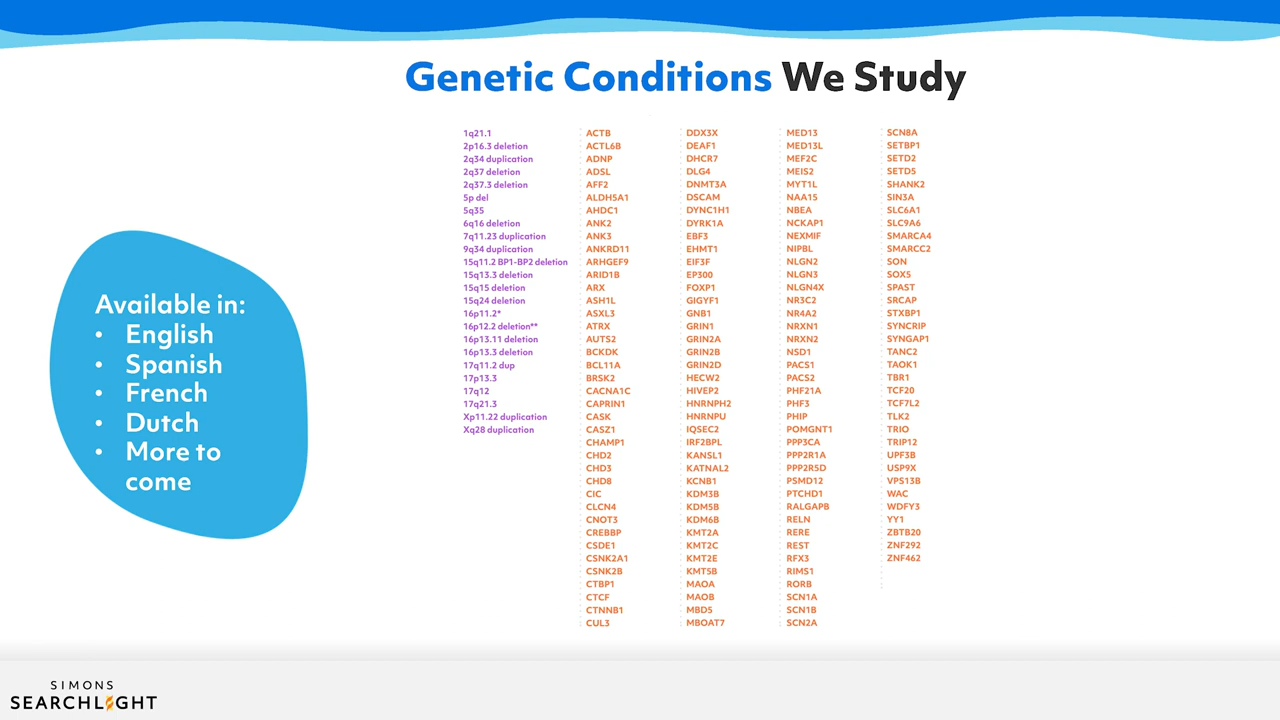 Genetic Conditions We Study
Available in:
• English
• Spanish
• French
• Dutch
• More to
come
1q21.1
2p16.3 deletion
2q34 duplication
2q37 deletion
2q37.3 deletion
5p del
5q35
6q16 deletion
7q11.23 duplication
9q34 duplication
15q11.2 BP1-BP2 deletion
15q13.3 deletion
15q15 deletion
15q24 deletion
16p11.2*
16p12.2 deletion**
16p13.11 deletion
16p13.3 deletion
17q11.2 dup
17p13.3
17q12
17q21.3
Xp11.22 duplication
Xq28 duplication
ACTB
ACTL6B
ADNP
ADSL
AFF2
ALDH5A1
AHDC1
ANK2
ANK3
ANKRD11
ARHGEF9
ARID1B
ARX
ASH1L
ASXL3
ATRX
AUTS2
BCKDK
BCL11A
BRSK2
CACNA1C
CAPRIN1
CASK
CASZ1
CHAMP1
CHD2
CHD3
CHD8
CIC
CLCN4
CNOT3
CREBBP
CSDE1
CSNK2A1
CSNK2B
CTBP1
CTCF
CTNNB1
CUL3
DDX3X
DEAF1
DHCR7
DLG4
DNMT3A
DSCAM
DYNC1H1
DYRK1A
EBF3
EHMT1
EIF3F
EP300
FOXP1
GIGYF1
GNB1
GRIN1
GRIN2A
GRIN2B
GRIN2D
HECW2
HIVEP2
HNRNPH2
HNRNPU
IQSEC2
IRF2BPL
KANSL1
KATNAL2
KCNB1
KDM3B
KDM5B
KDM6B
KMT2A
KMT2C
KMT2E
KMT5B
MAOA
MAOB
MBD5
MBOAT7
MED13
MED13L
MEF2C
MEIS2
MYT1L
NAA15
NBEA
NCKAP1
NEXMIF
NIPBL
NLGN2
NLGN3
NLGN4X
NR3C2
NR4A2
NRXN1
NRXN2
NSD1
PACS1
PACS2
PHF21A
PHF3
PHIP
POMGNT1
PPP3CA
PPP2R1A
PPP2R5D
PSMD12
PTCHD1
RALGAPB
RELN
RERE
REST
RFX3
RIMS1
RORB
SCN1A
SCN1B
SCN2A
SCN8A
SETBP1
SETD2
SETD5
SHANK2
SIN3A
SLC6A1
SLC9A6
SMARCA4
SMARCC2
SON
SOX5
SPAST
SRCAP
STXBP1
SYNCRIP
SYNGAP1
TANC2
TAOK1
TBR1
TCF20
TCF7L2
TLK2
TRIO
TRIP12
UPF3B
USP9X
VPS13B
WAC
WDFY3
YY1
ZBTB20
ZNF292
ZNF462
SIMONS
SEARCHLIGHT